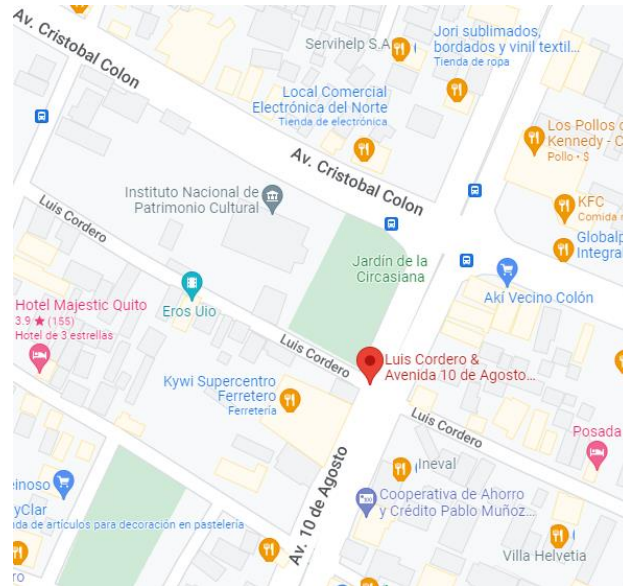 Av. Cristobal Colon
Servihelp S.A
Jori sublimados,
bordados y vinil textil...
Tienda de ropa
Local Comercial
Electrónica del Norte
Tienda de electrónica
Los Pollos
Kennedy - C
Pollo · $
Av. Cristobal Colon
Instituto Nacional de
Patrimonio Cultural
KFC
Comida
Globalp
Integra
Luis Cordero
Jardín de la
Circasiana
Akí Vecino Colón
Eros Uio
Hotel Majestic Quito
3.9 ★ (155)
Hotel de 3 estrellas
Luis Cordero
Luis Cordero &
Avenida 10 de Agosto...
Kywi Supercentro
Ferretero
Ferretería
Luis Cordero
Posada
Ineval
einoso
yClar
nda de artículos para decoración en pastelería
Cooperativa de Ahorro
y Crédito Pablo Muñoz...
Av. 10 de Agosto
Villa Helvetia
ro